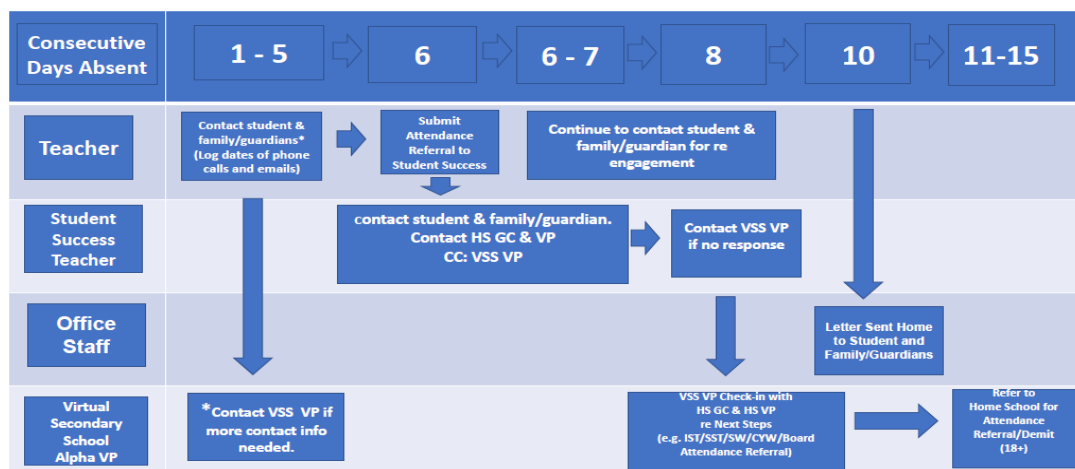 Consecutive
Days Absent
1 - 5
6
6 - 7
8
10
11-15
Teacher
Contact student &
family/guardians*
(Log dates of phone
calls and emails)
Submit
Attendance
Referral to
Student Success
Continue to contact student &
family/guardian for re
engagement
Student
Success
Teacher
contact student & family/guardian.
Contact HS GC & VP
CC: VSS VP
Contact VSS VP
if no response
Office
Staff
Letter Sent Home
to Student and
Family/Guardians
Virtual
Secondary
School
Alpha VP
*Contact VSS VP if
more contact info
needed.
VSS VP Check-in with
HS GC & HS VP
re Next Steps
(e.g. IST/SST/SW/CYW/Board
Attendance Referral)
Refer to
Home School for
Attendance
Referral/Demit
(18+)